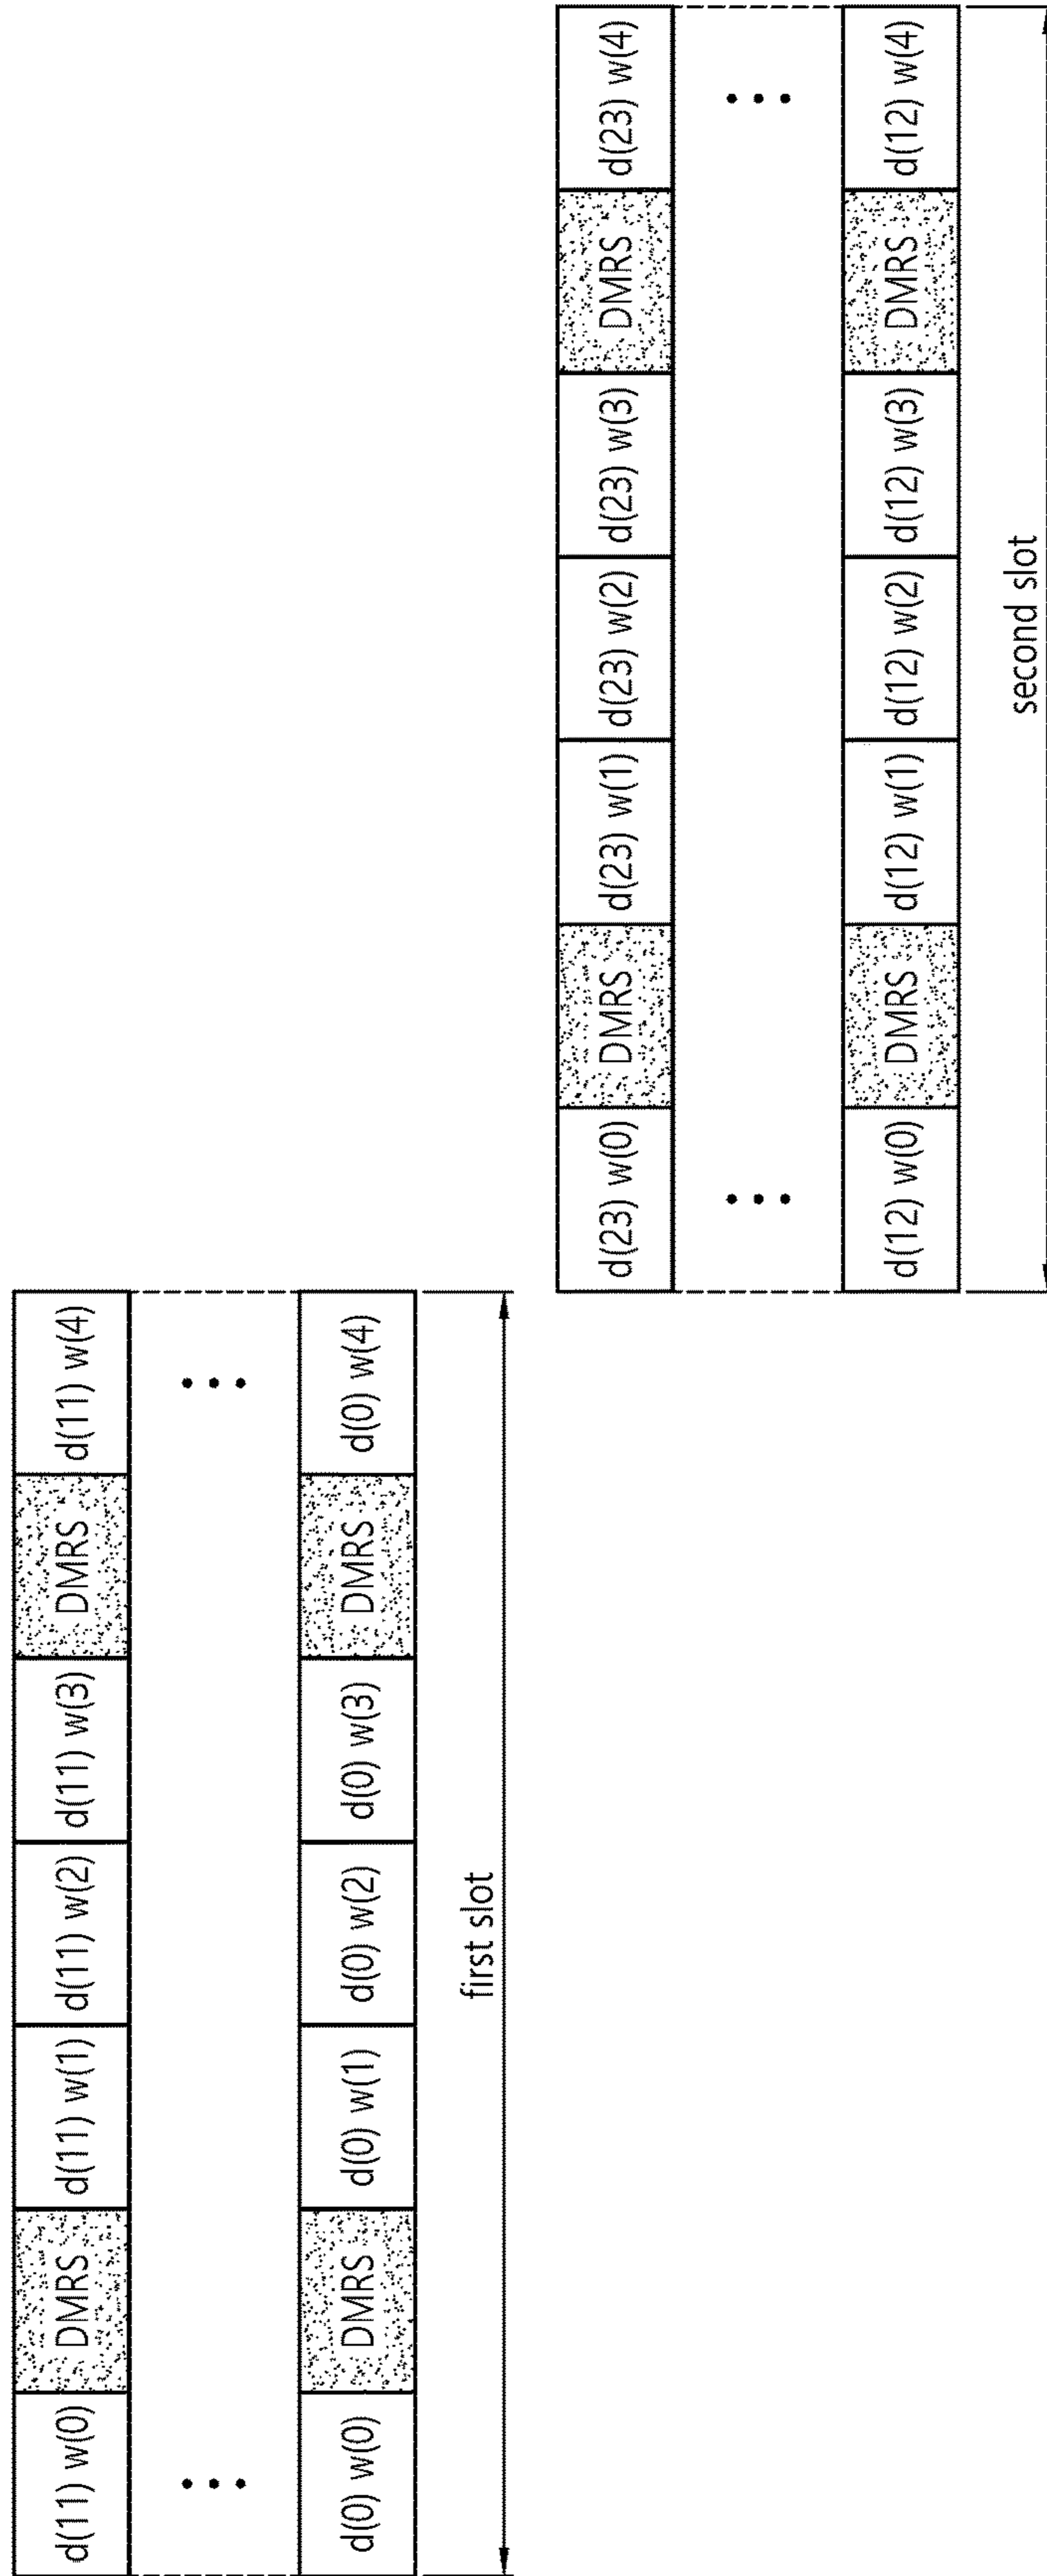 d(11) w(0) DMRS d(11) w(1) d(11) w(2) d(11) w(3) DMRS d(11) w(4)
d(0) w(0) DMRS d(0) w(1) d(0) w(2) d(0) w(3) DMRS d(0) w(4)
first slot
d(23) w(0) DMRS d(23) w(1) d(23) w(2) d(23) w(3) DMRS d(23) w(4)
d(12) w(0) DMRS d(12) w(1) d(12) w(2) d(12) w(3) DMRS d(12) w(4)
second slot